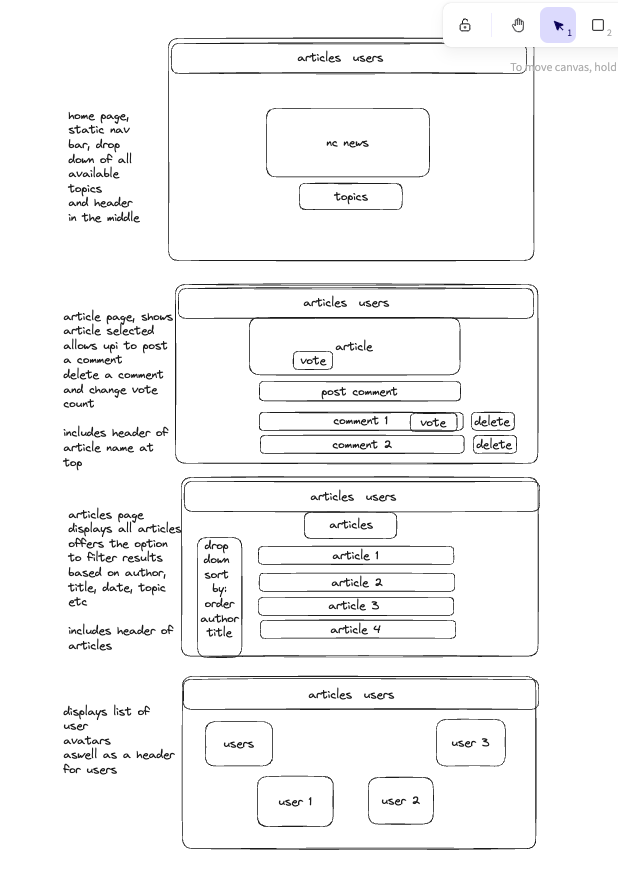 1
2
To move canvas, hold
articles users
home page,
static nav
bar, drop
down of all
available
topics
and header
in the middle
nc news
topics
articles users
article page, shows
article selected
allows upi to post
a comment
delete a comment
and change vote
count
includes header of
article name at
top
article
vote
post comment
comment 1
vote
delete
comment 2
delete
articles users
articles page
displays all articles
offers the option
to filter results
based on author,
title, date, topic
etc
includes header of
articles
articles
drop
down
sort
by:
order
author
title
article 1
article 2
article 3
article 4
articles users
displays list of
user
avatars
aswell as a header
for users
users
user 3
user 1
user 2